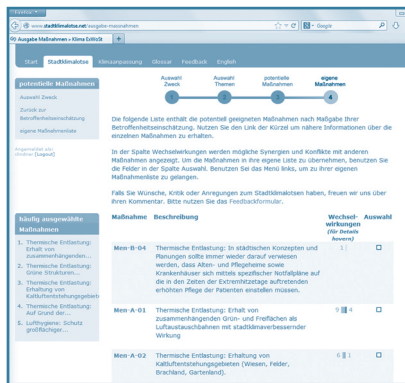 Firefox
www.stadtklimalotse.net/ausgabe-massnahmen
Google
Ausgabe Maßnahmen » Klima ExWoSt
Start
Stadtklimalotse
Klimaanpassung
Glossar
Feedback
English
potentielle Maßnahmen
Auswahl Zweck
Zurück zur
Betroffenheitseinschätzung
eigene Maßnahmenliste
[Logout]
Auswahl
Zweck
Auswahl
Themen
potentielle
Maßnahmen
eigene
Maßnahmen
1
2
3
4
Die folgende Liste enthält die potentiell geeigneten Maßnahmen nach Maßgabe Ihrer
Betroffenheitseinschätzung. Nutzen Sie den Link der Kürzel um nähere Informationen über die
einzelnen Maßnahmen zu erhalten.
In der Spalte Wechselwirkungen werden mögliche Synergien und Konflikte mit anderen
Maßnahmen angezeigt. Um die Maßnahmen in ihre eigene Liste zu übernehmen, benutzen Sie
die Felder in der Spalte Auswahl. Benutzen Sie das Menü links, um zu ihrer eigenen
Maßnahmenliste zu gelangen.
Falls Sie Wünsche, Kritik oder Anregungen zum Stadtklimalotsen haben, freuen wir uns über
ihren Kommentar. Bitte nutzen Sie das Feedbackformular.
häufig ausgewählte
Maßnahmen
1. Thermische Entlastung:
Erhalt von
zusammenhängenden...
2. Thermische Entlastung:
Grüne Strukturen...
3. Thermische Entlastung:
Erhaltung von
Kaltluftentstehungsgebieten
4. Thermische Entlastung:
Auf Grund der...
5. Lufthygiene: Schutz
großflächiger...
Maßnahme
Beschreibung
Wechsel-
wirkungen
(für Details
hovern)
Auswahl
Men-B-04
Thermische Entlastung: In städtischen Konzepten und
Planungen sollte immer wieder darauf verwiesen
werden, dass Alten- und Pflegeheime sowie
Krankenhäuser sich mittels spezifischer Notfallpläne auf
die in den Zeiten der Extremhitzetage auftretenden
erhöhten Pflege der Patienten einstellen müssen.
1
Men-A-01
Thermische Entlastung: Erhalt von
zusammenhängenden Grün- und Freiflächen als
Luftaustauschbahnen mit stadtklimaverbessernder
Wirkung
9 4
Men-A-02
Thermische Entlastung: Erhaltung von
Kaltluftentstehungsgebieten (Wiesen, Felder,
Brachland, Gartenland).
6 1